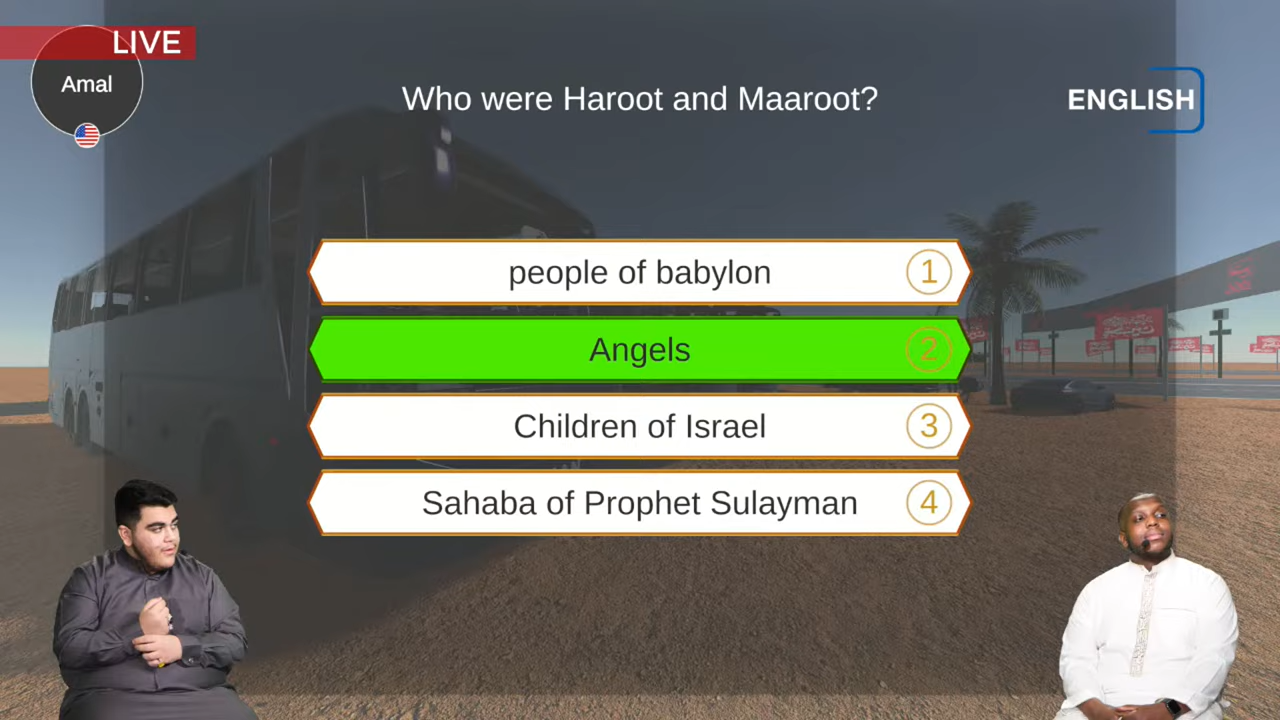 LIVE
Amal
Who were Haroot and Maaroot?
ENGLISH
people of babylon 1
Angels 2
Children of Israel 3
Sahaba of Prophet Sulayman 4